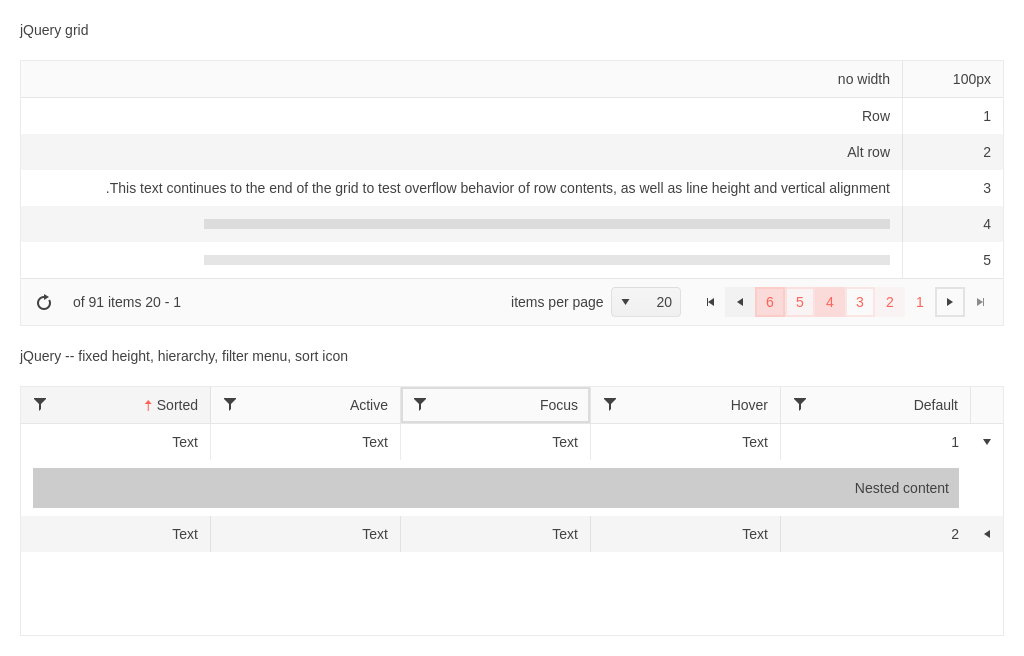 jQuery grid
no width 100px
Row 1
Alt row 2
.This text continues to the end of the grid to test overflow behavior of row contents, as well as line height and vertical alignment 3
4
5
of 91 items 20 - 1 items per page 20 6 5 4 3 2 1
jQuery -- fixed height, hierarchy, filter menu, sort icon
Sorted Active Focus Hover Default
Text Text Text Text 1
Nested content
Text Text Text Text 2